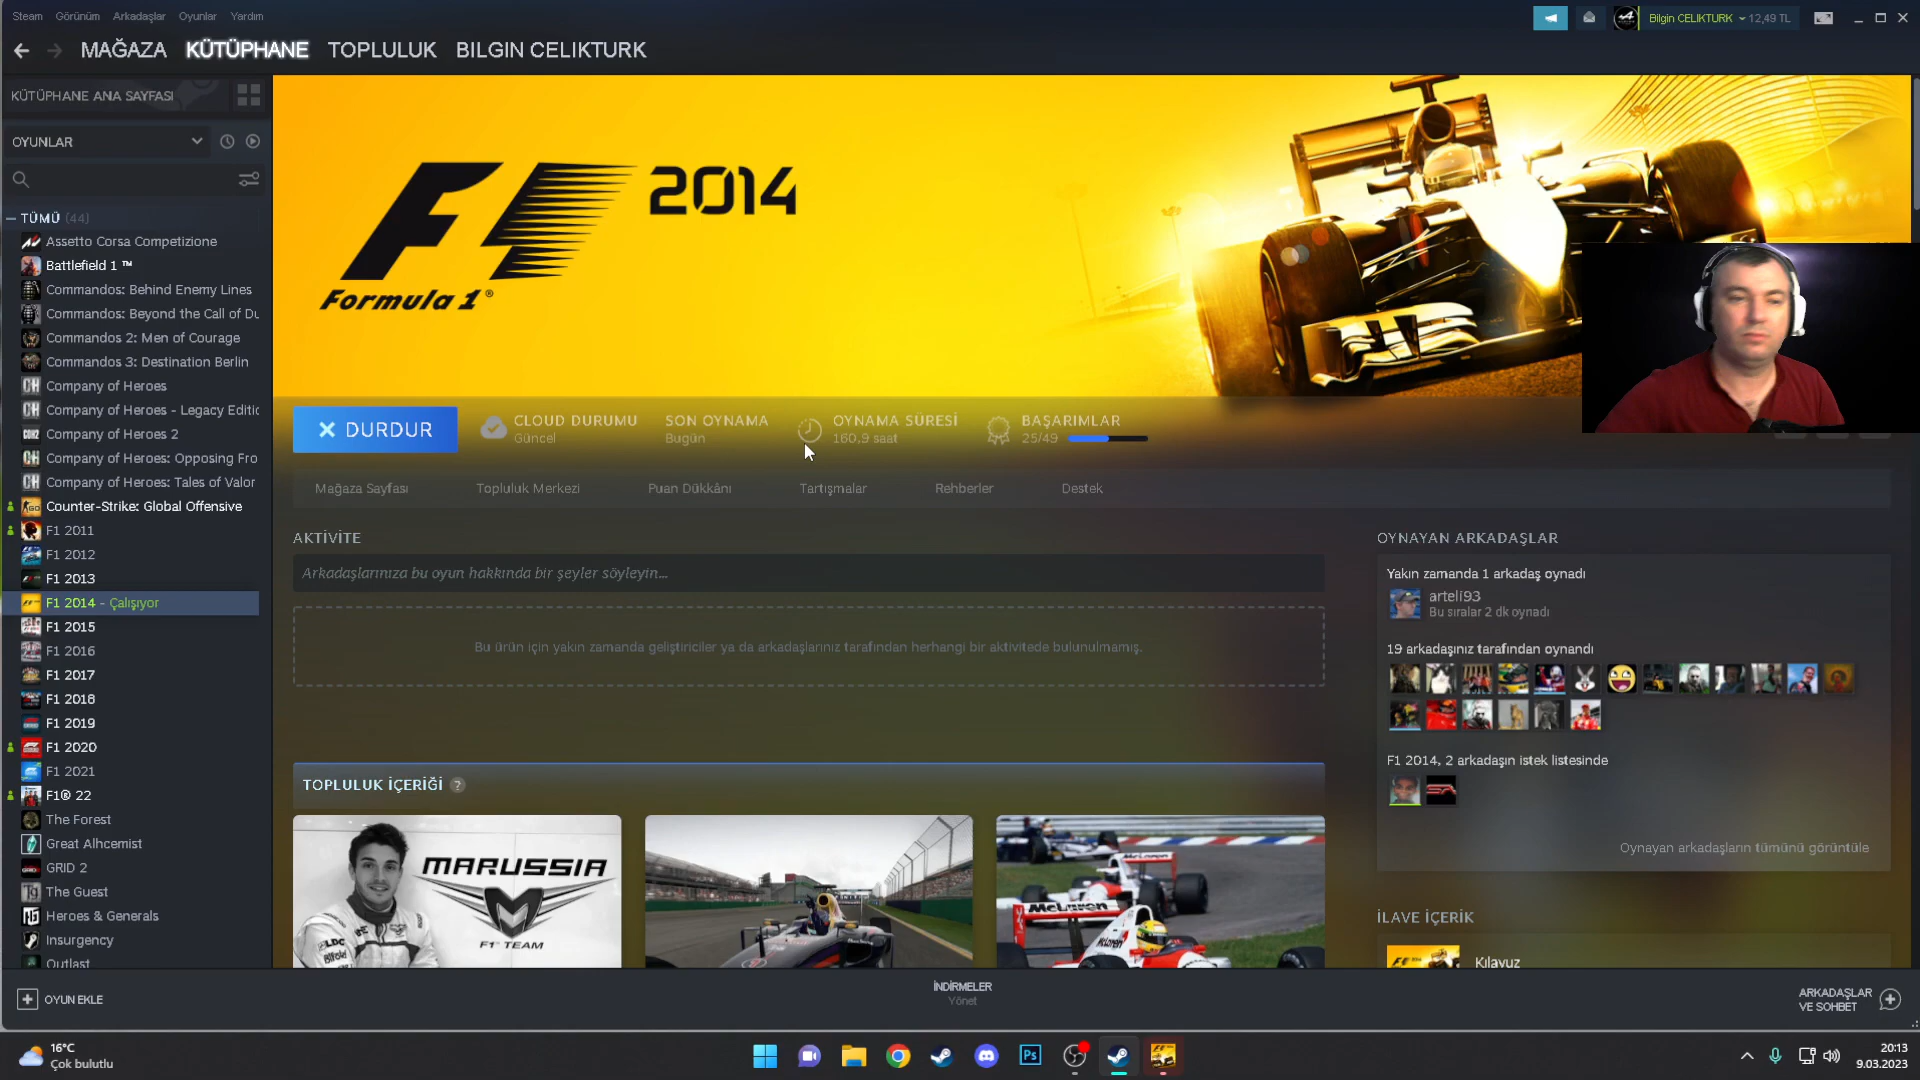 Steam Görünüm Arkadaşlar Oyunlar Yardım
Bilgin CELIKTURK 12,49 TL
MAĞAZA KÜTÜPHANE TOPLULUK BILGIN CELIKTURK
KÜTÜPHANE ANA SAYFASI
OYUNLAR
TÜMÜ (44)
Assetto Corsa Competizione
Battlefield 1 ™
Commandos: Behind Enemy Lines
Commandos: Beyond the Call of Du
Commandos 2: Men of Courage
Commandos 3: Destination Berlin
Company of Heroes
Company of Heroes - Legacy Editic
Company of Heroes 2
Company of Heroes: Opposing Fro
Company of Heroes: Tales of Valor
Counter-Strike: Global Offensive
F1 2011
F1 2012
F1 2013
F1 2014 - Çalışıyor
F1 2015
F1 2016
F1 2017
F1 2018
F1 2019
F1 2020
F1 2021
F1® 22
The Forest
Great Alhcemist
GRID 2
The Guest
Heroes & Generals
Insurgency
Outlast
F1 2014
Formula 1®
DURDUR
CLOUD DURUMU
Güncel
SON OYNAMA
Bugün
OYNAMA SÜRESİ
160,9 saat
BAŞARIMLAR
25/49
Mağaza Sayfası Topluluk Merkezi Puan Dükkânı Tartışmalar Rehberler Destek
AKTİVİTE
Arkadaşlarınıza bu oyun hakkında bir şeyler söyleyin...
Bu ürün için yakın zamanda geliştiriciler ya da arkadaşlarınız tarafından herhangi bir aktivitede bulunulmamış.
TOPLULUK İÇERİĞİ ?
MARUSSIA
F1™ TEAM
McLaren
McLaren
OYNAYAN ARKADAŞLAR
Yakın zamanda 1 arkadaş oynadı
arteli93
Bu sıralar 2 dk oynadı
19 arkadaşınız tarafından oynandı
F1 2014, 2 arkadaşın istek listesinde
Oynayan arkadaşların tümünü görüntüle
İLAVE İÇERİK
Kılavuz
OYUN EKLE
İNDİRMELER
Yönet
ARKADAŞLAR
VE SOHBET
16°C
Çok bulutlu
Ps
20:13
9.03.2023